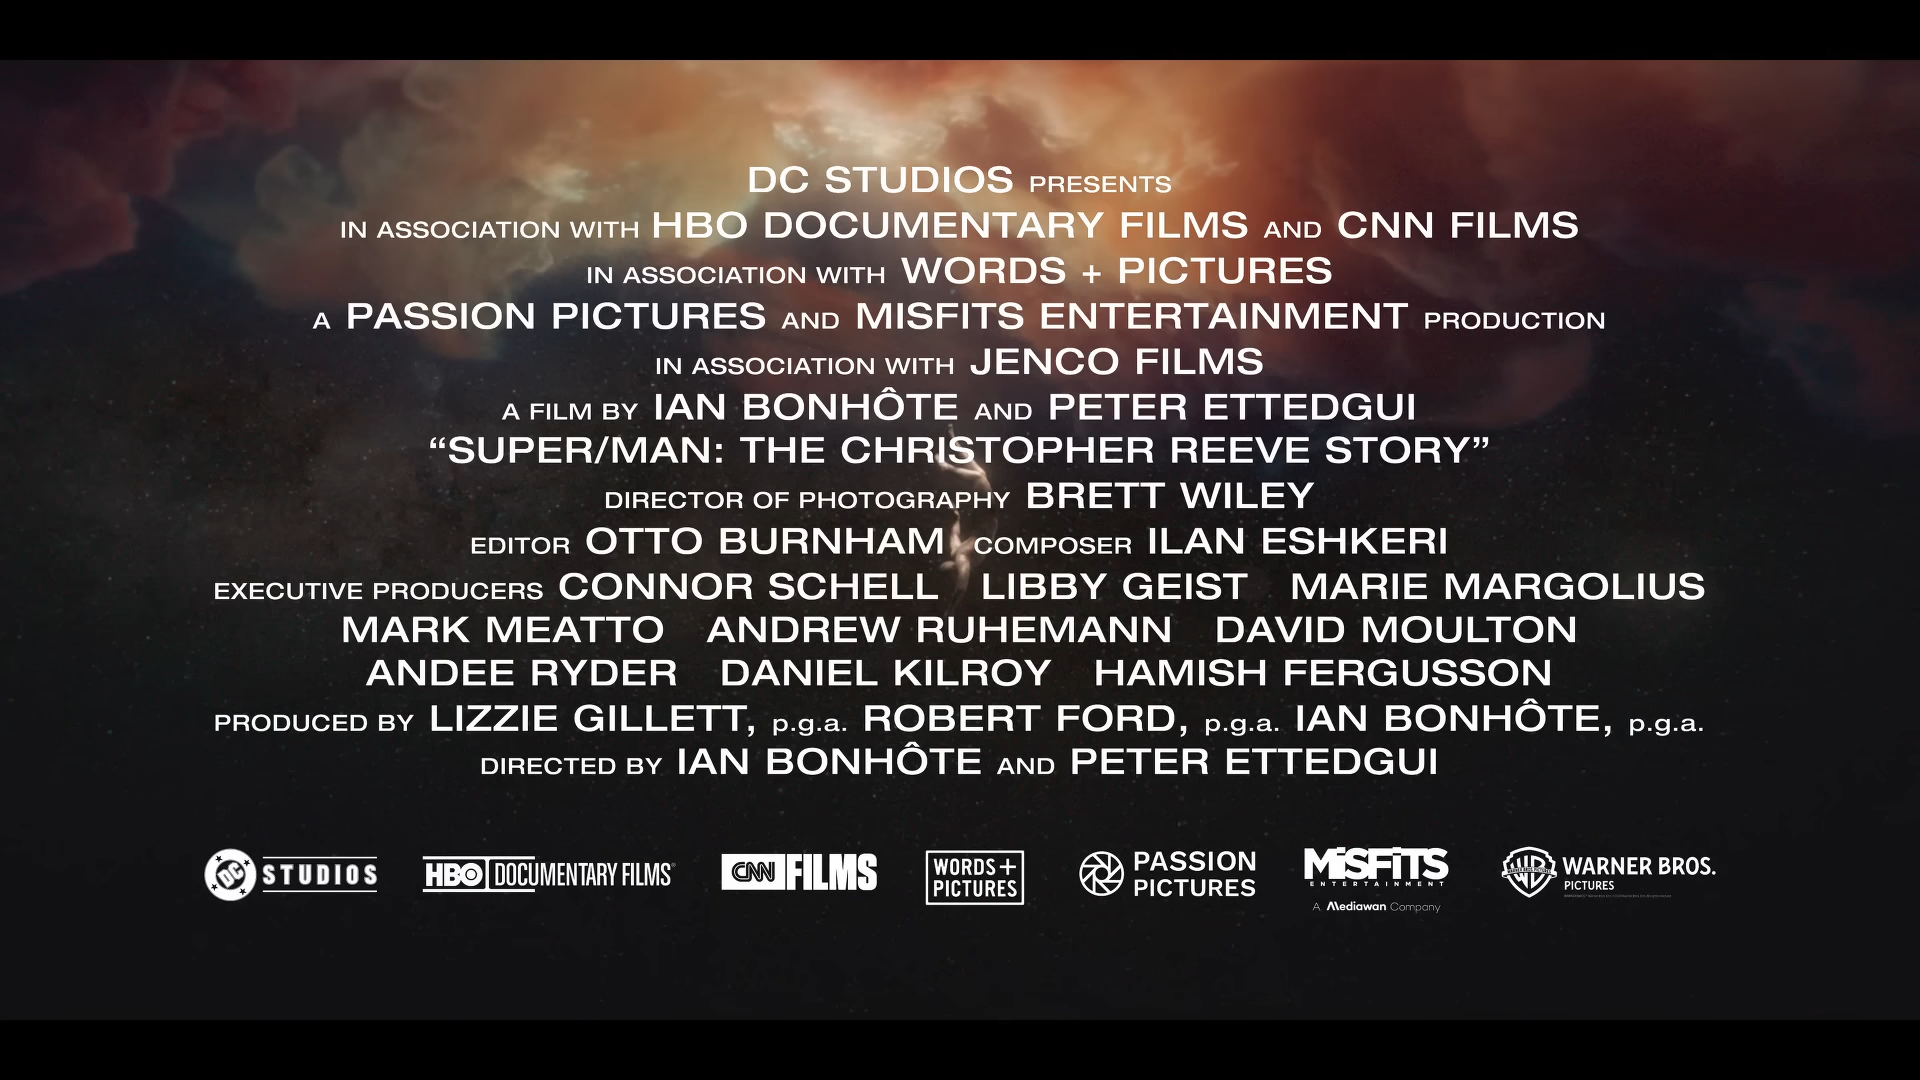 DC STUDIOS PRESENTS
IN ASSOCIATION WITH HBO DOCUMENTARY FILMS AND CNN FILMS
IN ASSOCIATION WITH WORDS + PICTURES
A PASSION PICTURES AND MISFITS ENTERTAINMENT PRODUCTION
IN ASSOCIATION WITH JENCO FILMS
A FILM BY IAN BONHÔTE AND PETER ETTEDGUI
“SUPER/MAN: THE CHRISTOPHER REEVE STORY”
DIRECTOR OF PHOTOGRAPHY BRETT WILEY
EDITOR OTTO BURNHAM COMPOSER ILAN ESHKERI
EXECUTIVE PRODUCERS CONNOR SCHELL LIBBY GEIST MARIE MARGOLIUS
MARK MEATTO ANDREW RUHEMANN DAVID MOULTON
ANDEE RYDER DANIEL KILROY HAMISH FERGUSSON
PRODUCED BY LIZZIE GILLETT, p.g.a. ROBERT FORD, p.g.a. IAN BONHÔTE, p.g.a.
DIRECTED BY IAN BONHÔTE AND PETER ETTEDGUI
DC STUDIOS
HBO DOCUMENTARY FILMS
CNN FILMS
WORDS +
PICTURES
PASSION
PICTURES
MiSFiTS
ENTERTAINMENT
A Mediawan Company
WB WARNER BROS.
PICTURES